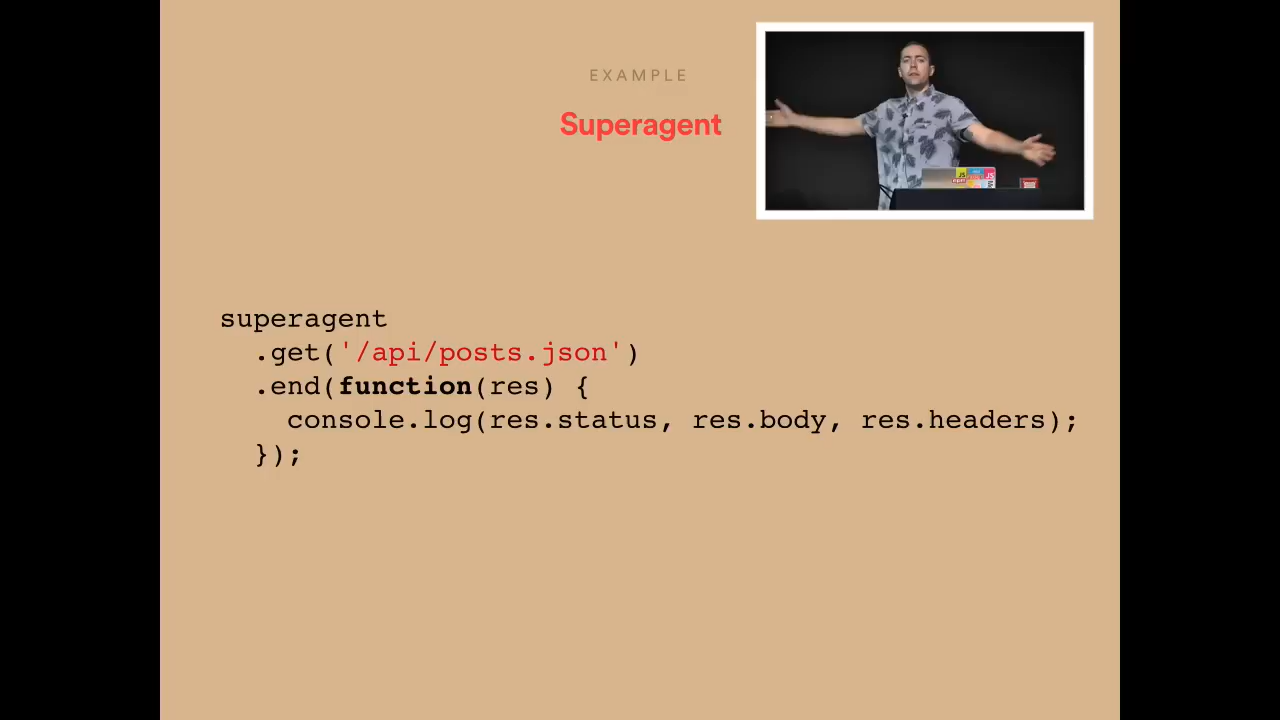 EXAMPLE
Superagent
superagent
.get('/api/posts.json')
.end(function(res) {
console.log(res.status, res.body, res.headers);
});